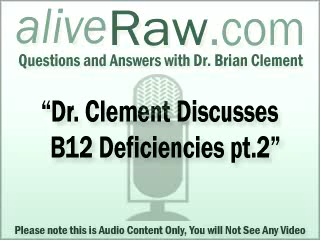 aliveRaw.com
Questions and Answers with Dr. Brian Clement
“Dr. Clement Discusses
B12 Deficiencies pt.2”
Please note this is Audio Content Only, You will Not See Any Video